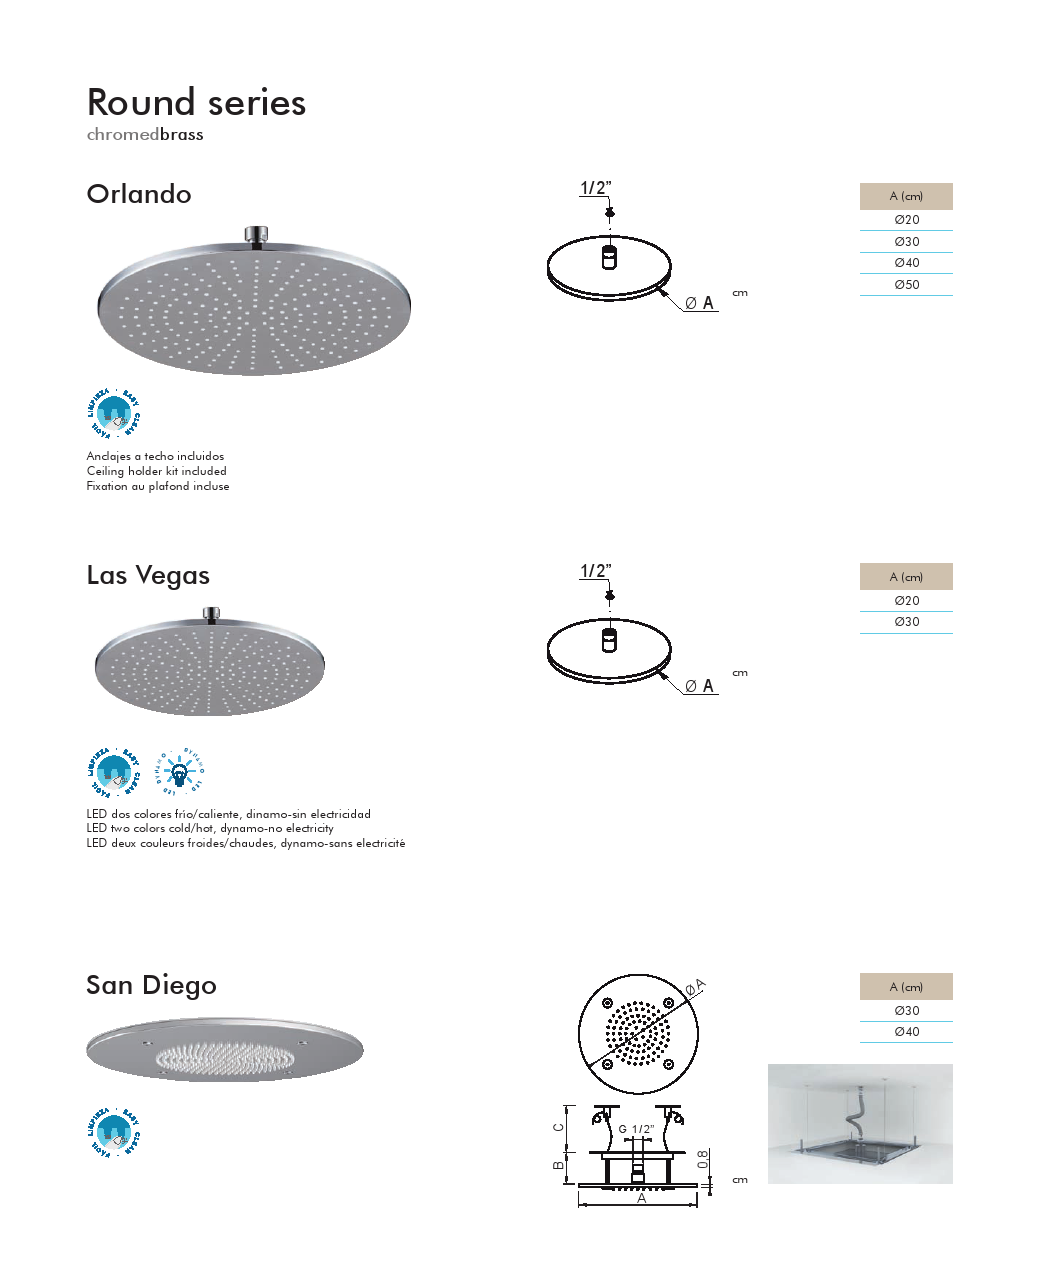 Round series
chromedbrass
Orlando
1/2”
Ø A
cm
A (cm)
Ø20
Ø30
Ø40
Ø50
LIMPIEZA · EASY CLEAN · FÁCIL ·
Anclajes a techo incluidos
Ceiling holder kit included
Fixation au plafond incluse
Las Vegas
1/2”
Ø A
cm
A (cm)
Ø20
Ø30
LIMPIEZA · EASY CLEAN · FÁCIL ·
DYNAMO · LED · DYNAMO · LED ·
LED dos colores frío/caliente, dinamo-sin electricidad
LED two colors cold/hot, dynamo-no electricity
LED deux couleurs froides/chaudes, dynamo-sans electricité
San Diego
Ø A
C
G 1/2”
B
0,8
A
cm
A (cm)
Ø30
Ø40
LIMPIEZA · EASY CLEAN · FÁCIL ·